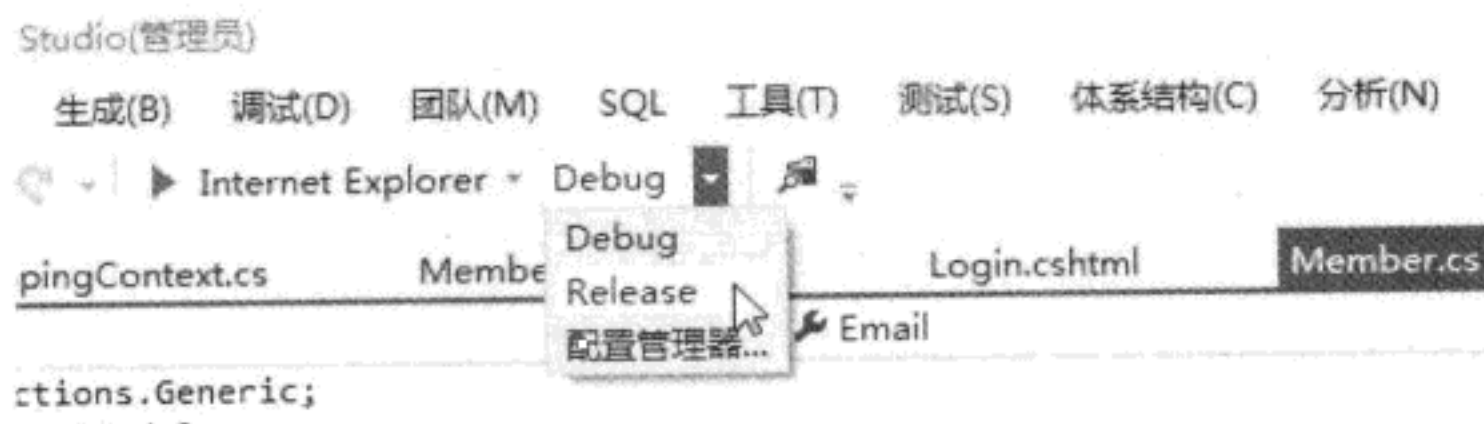 Studio(管理员)
生成(B) 调试(D) 团队(M) SQL 工具(T) 测试(S) 体系结构(C) 分析(N)
Internet Explorer Debug
Debug
pingContext.cs Membe Login.cshtml Member.cs
Release
Email
配置管理器...
ctions.Generic;